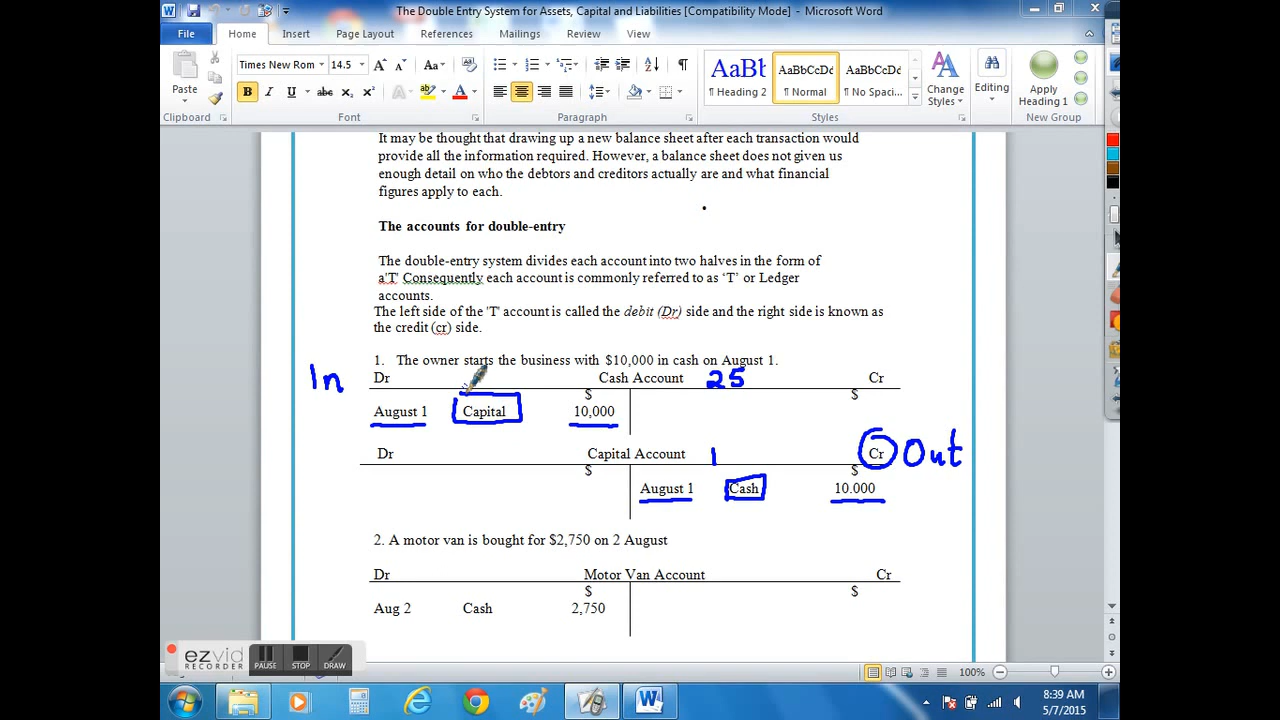 The Double Entry System for Assets, Capital and Liabilities [Compatibility Mode] - Microsoft Word
File Home Insert Page Layout References Mailings Review View
Times New Rom 14.5 A A Aa
Paste
B I U abc x₂ x² A ab A
AaBb AaBbCcDd AaBbCcDd
¶ Heading 2 ¶ Normal ¶ No Spaci...
Change Styles
Editing
Apply Heading 1
Clipboard Font Paragraph Styles New Group
It may be thought that drawing up a new balance sheet after each transaction would
provide all the information required. However, a balance sheet does not given us
enough detail on who the debtors and creditors actually are and what financial
figures apply to each.
The accounts for double-entry
The double-entry system divides each account into two halves in the form of
a'T' Consequently each account is commonly referred to as ‘T’ or Ledger
accounts.
The left side of the 'T' account is called the debit (Dr) side and the right side is known as
the credit (cr) side.
1. The owner starts the business with $10,000 in cash on August 1.
In Dr Cash Account 25 Cr
$ $
August 1 Capital 10,000
Dr Capital Account 1 Cr Out
$ $
August 1 Cash 10.000
2. A motor van is bought for $2,750 on 2 August
Dr Motor Van Account Cr
$ $
Aug 2 Cash 2,750
ezvid
RECORDER
PAUSE STOP DRAW
100%
8:39 AM
5/7/2015